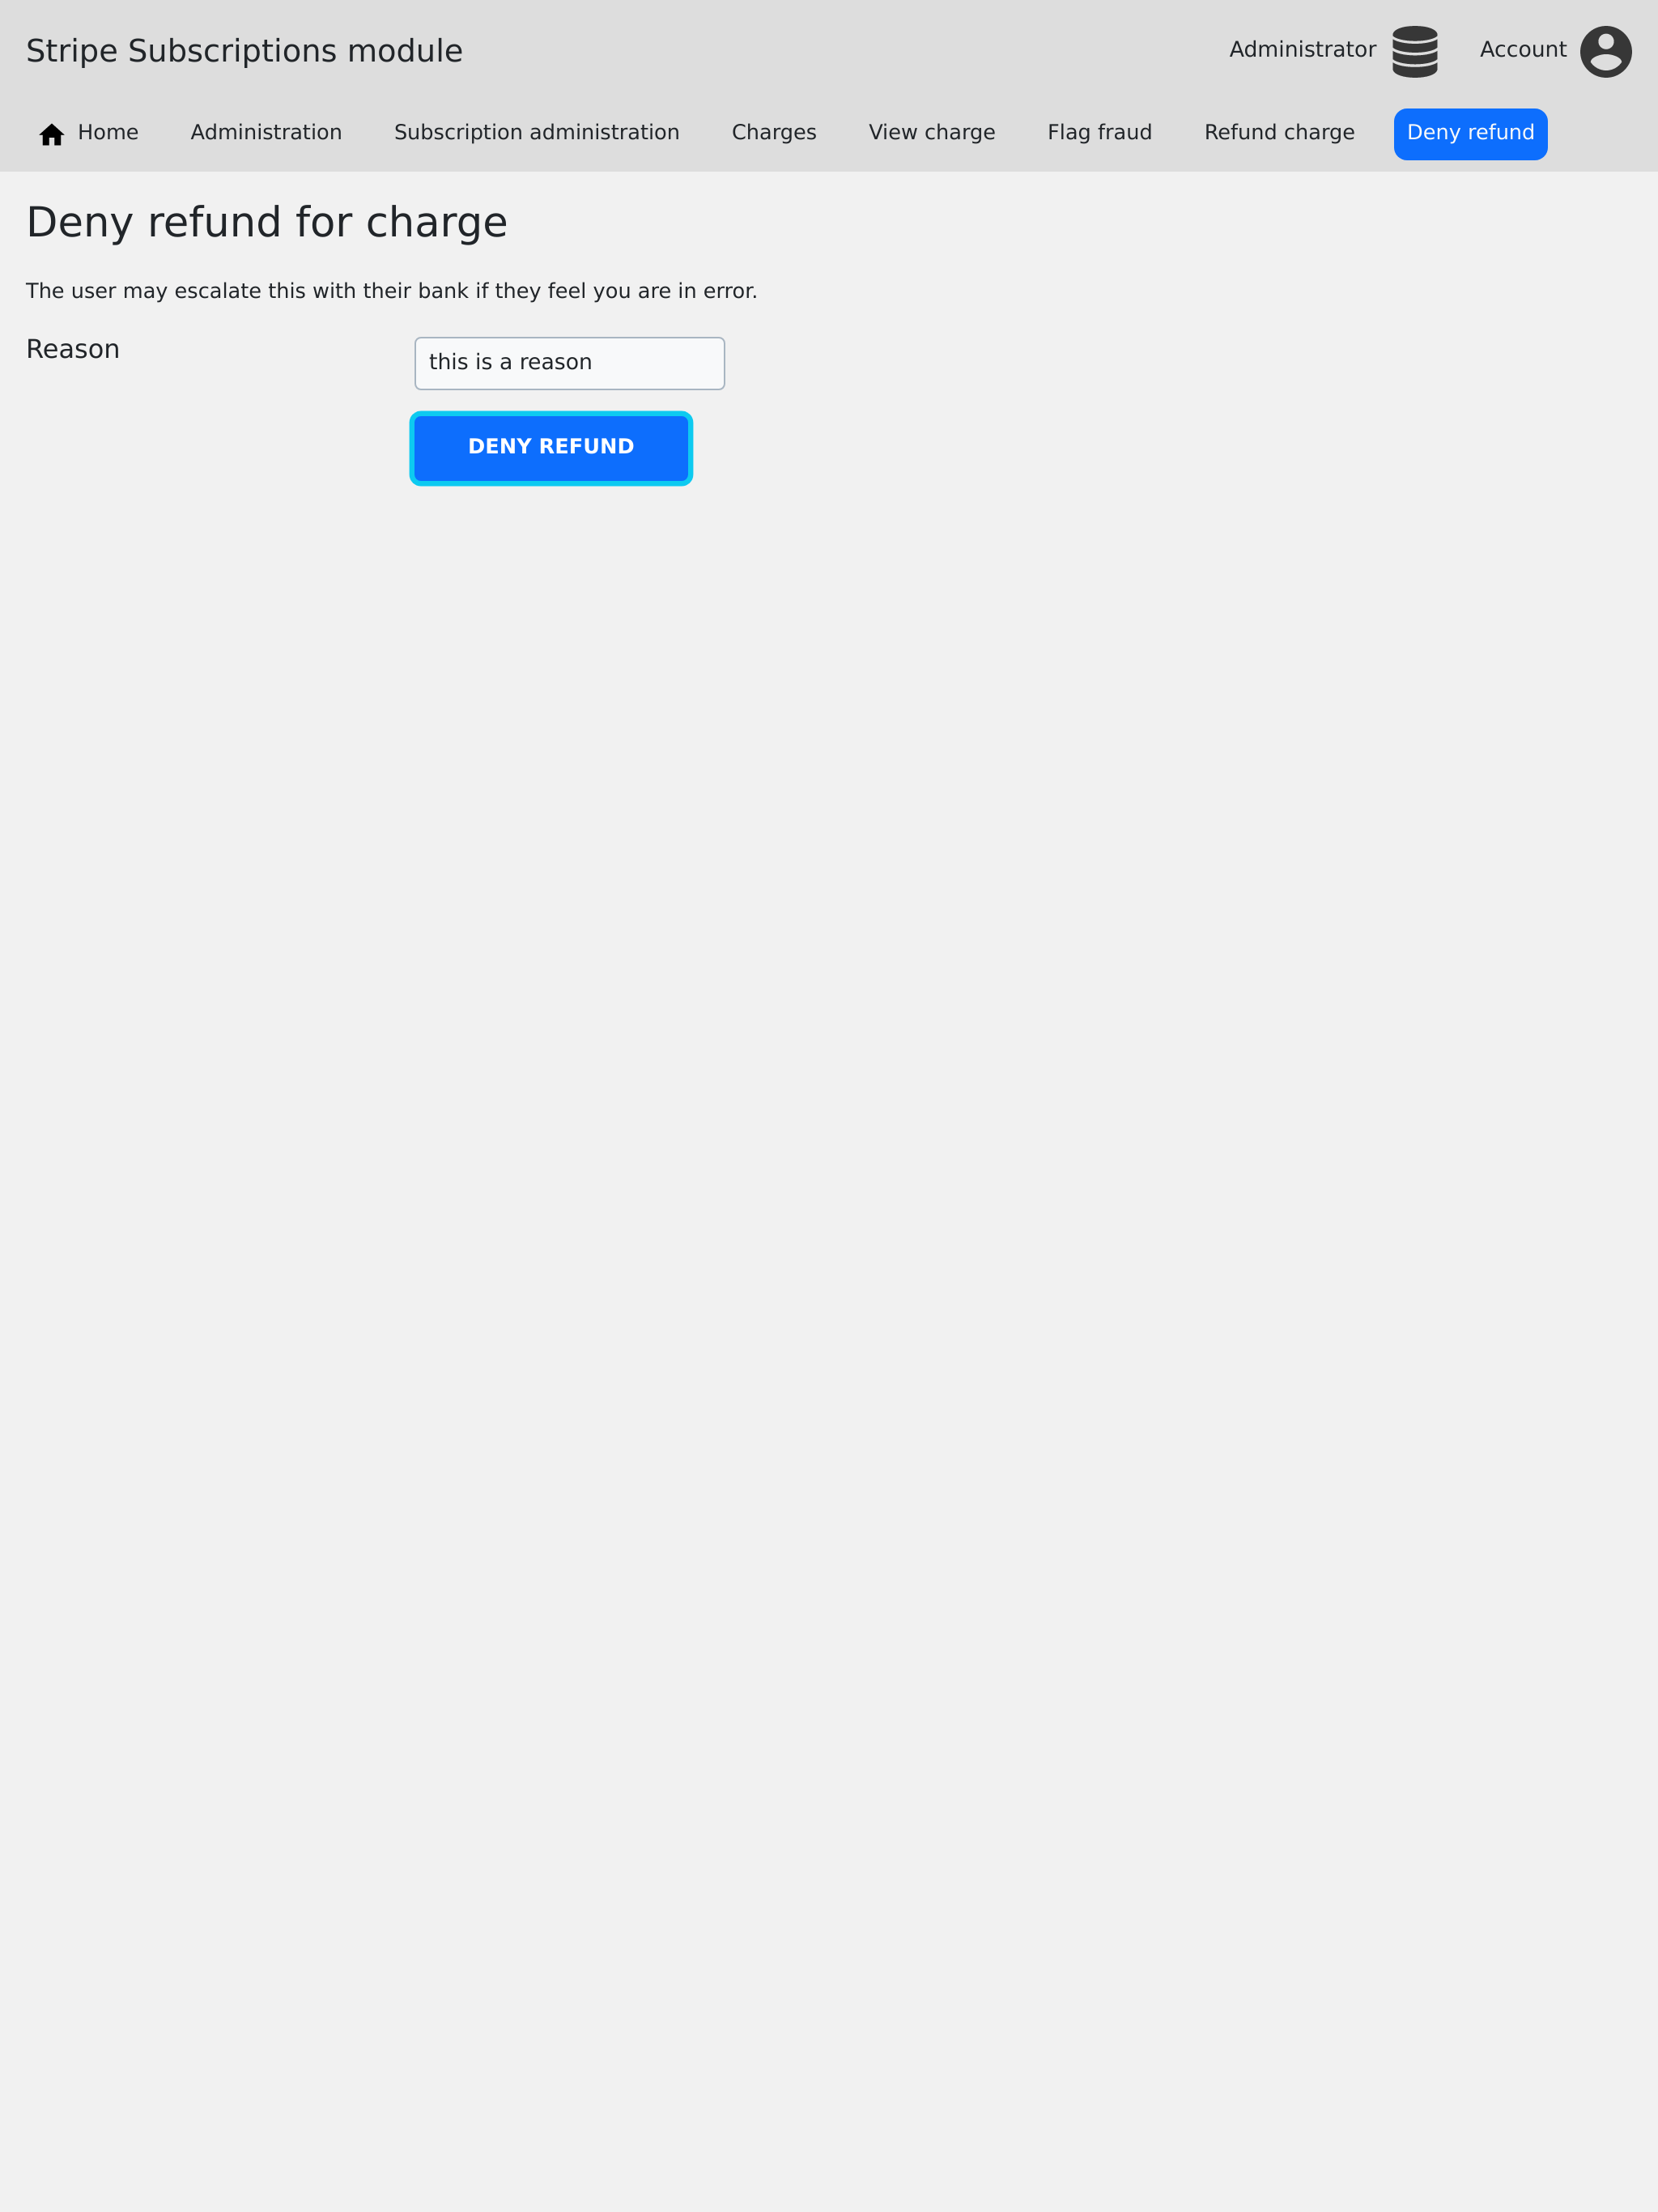 Stripe Subscriptions module
Administrator
Account
Home Administration Subscription administration Charges View charge Flag fraud Refund charge Deny refund
Deny refund for charge
The user may escalate this with their bank if they feel you are in error.
Reason
this is a reason
DENY REFUND